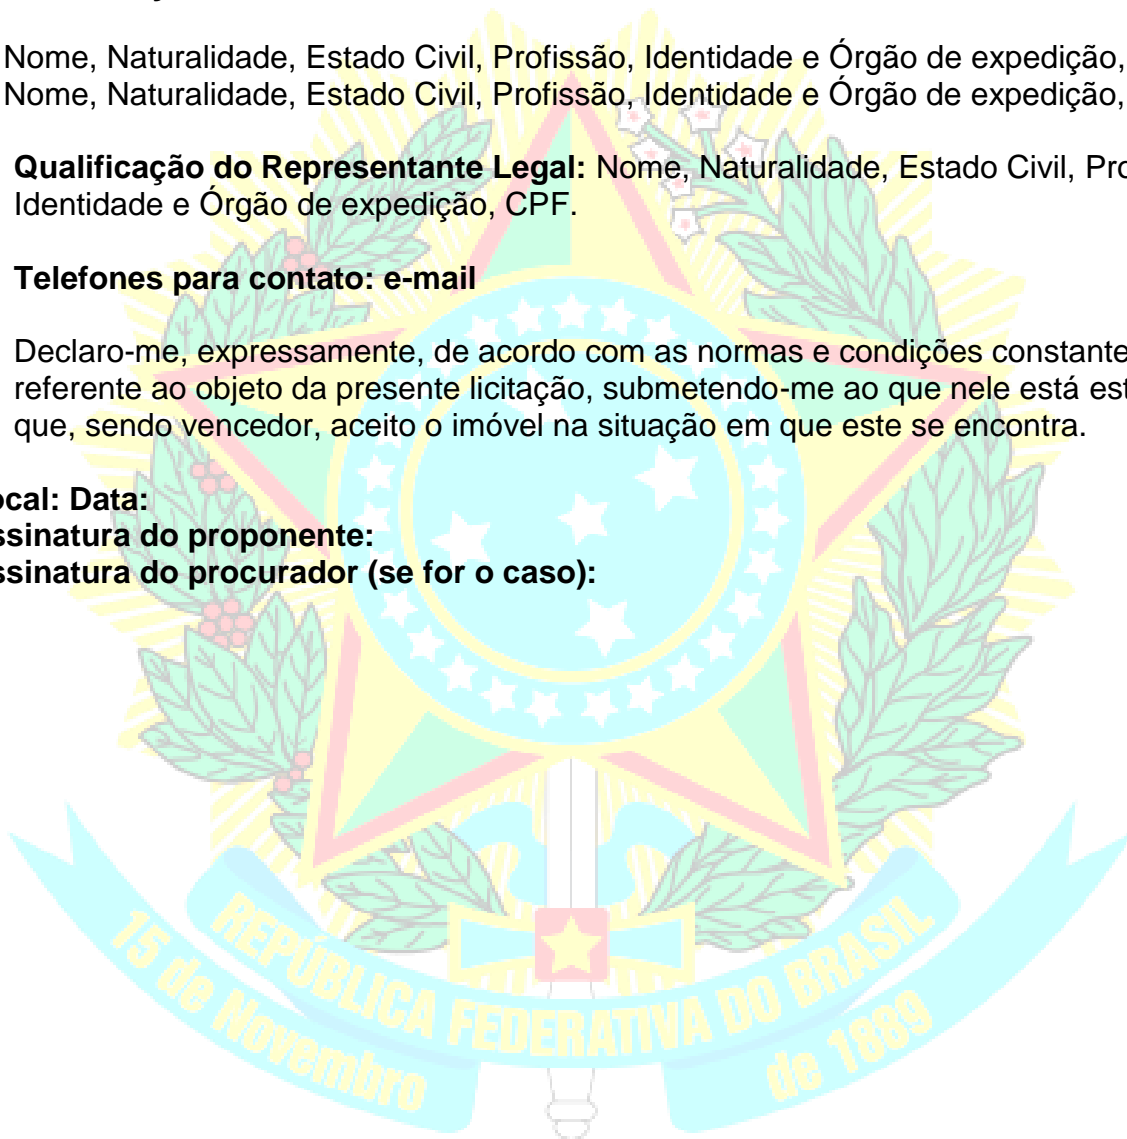 Nome, Naturalidade, Estado Civil, Profissão, Identidade e Órgão de expedição,
Nome, Naturalidade, Estado Civil, Profissão, Identidade e Órgão de expedição,
Qualificação do Representante Legal: Nome, Naturalidade, Estado Civil,
Identidade e Órgão de expedição, CPF.
Telefones para contato: e-mail
Declaro-me, expressamente, de acordo com as normas e condições constante
referente ao objeto da presente licitação, submetendo-me ao que nele está
que, sendo vencedor, aceito o imóvel na situação em que este se encontra.
ocal: Data:
ssinatura do proponente:
ssinatura do procurador (se for o caso):
REPÚBLICA FEDERATIVA DO BRASIL
15 de Novembro de 1889